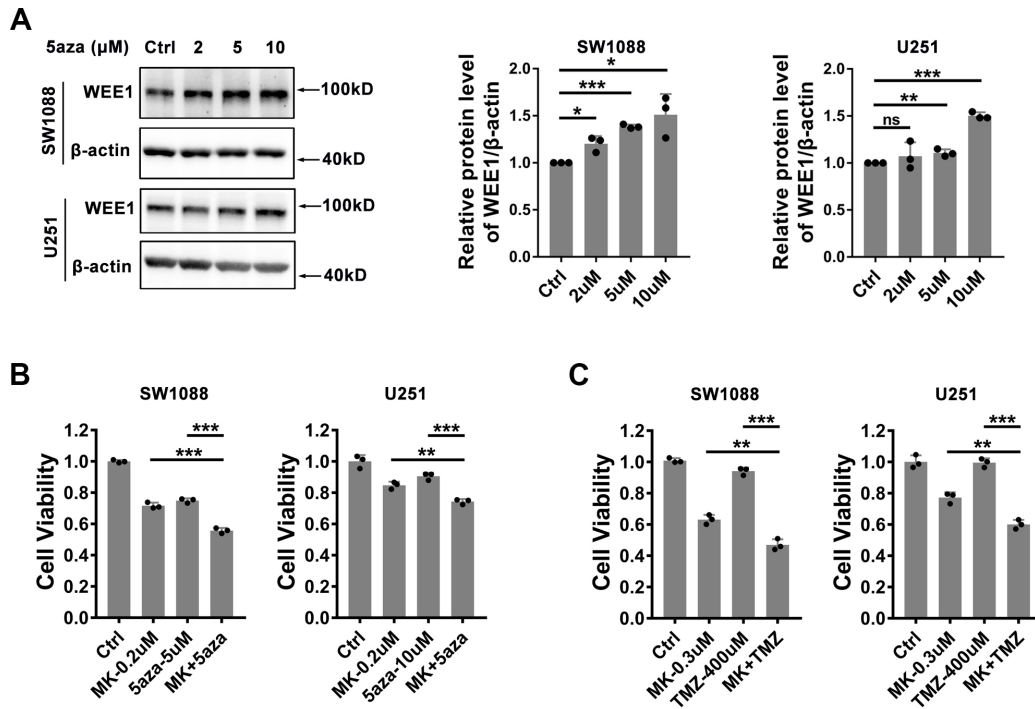 A
5aza (μM) Ctrl 2 5 10
SW1088
WEE1
100kD
β-actin
40kD
U251
WEE1
100kD
β-actin
40kD
SW1088
Relative protein level
of WEE1/β-actin
2.0
1.5
1.0
0.5
0.0
*
***
*
Ctrl
2uM
5uM
10uM
U251
Relative protein level
of WEE1/β-actin
2.0
1.5
1.0
0.5
0.0
***
**
ns
Ctrl
2uM
5uM
10uM
B
SW1088
Cell Viability
1.2
1.0
0.8
0.6
0.4
0.2
0.0
***
***
Ctrl
MK-0.2uM
5aza-5uM
MK+5aza
U251
Cell Viability
1.2
1.0
0.8
0.6
0.4
0.2
0.0
***
**
Ctrl
MK-0.2uM
5aza-10uM
MK+5aza
C
SW1088
Cell Viability
1.2
1.0
0.8
0.6
0.4
0.2
0.0
***
**
Ctrl
MK-0.3uM
TMZ-400uM
MK+TMZ
U251
Cell Viability
1.2
1.0
0.8
0.6
0.4
0.2
0.0
***
**
Ctrl
MK-0.3uM
TMZ-400uM
MK+TMZ